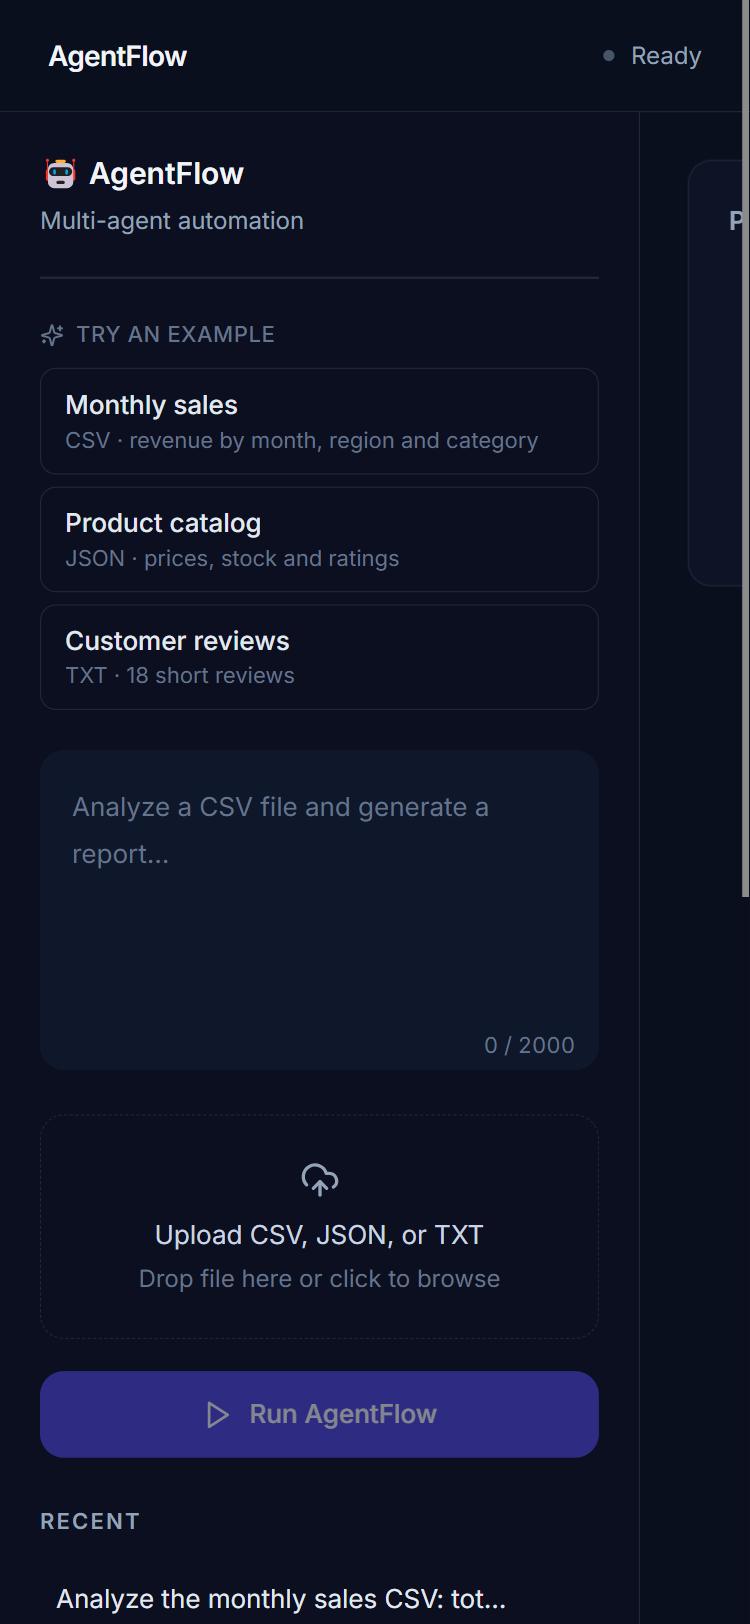 AgentFlow
Ready
AgentFlow
Multi-agent automation
TRY AN EXAMPLE
Monthly sales
CSV · revenue by month, region and category
Product catalog
JSON · prices, stock and ratings
Customer reviews
TXT · 18 short reviews
Analyze a CSV file and generate a
report...
0 / 2000
Upload CSV, JSON, or TXT
Drop file here or click to browse
Run AgentFlow
RECENT
Analyze the monthly sales CSV: tot...